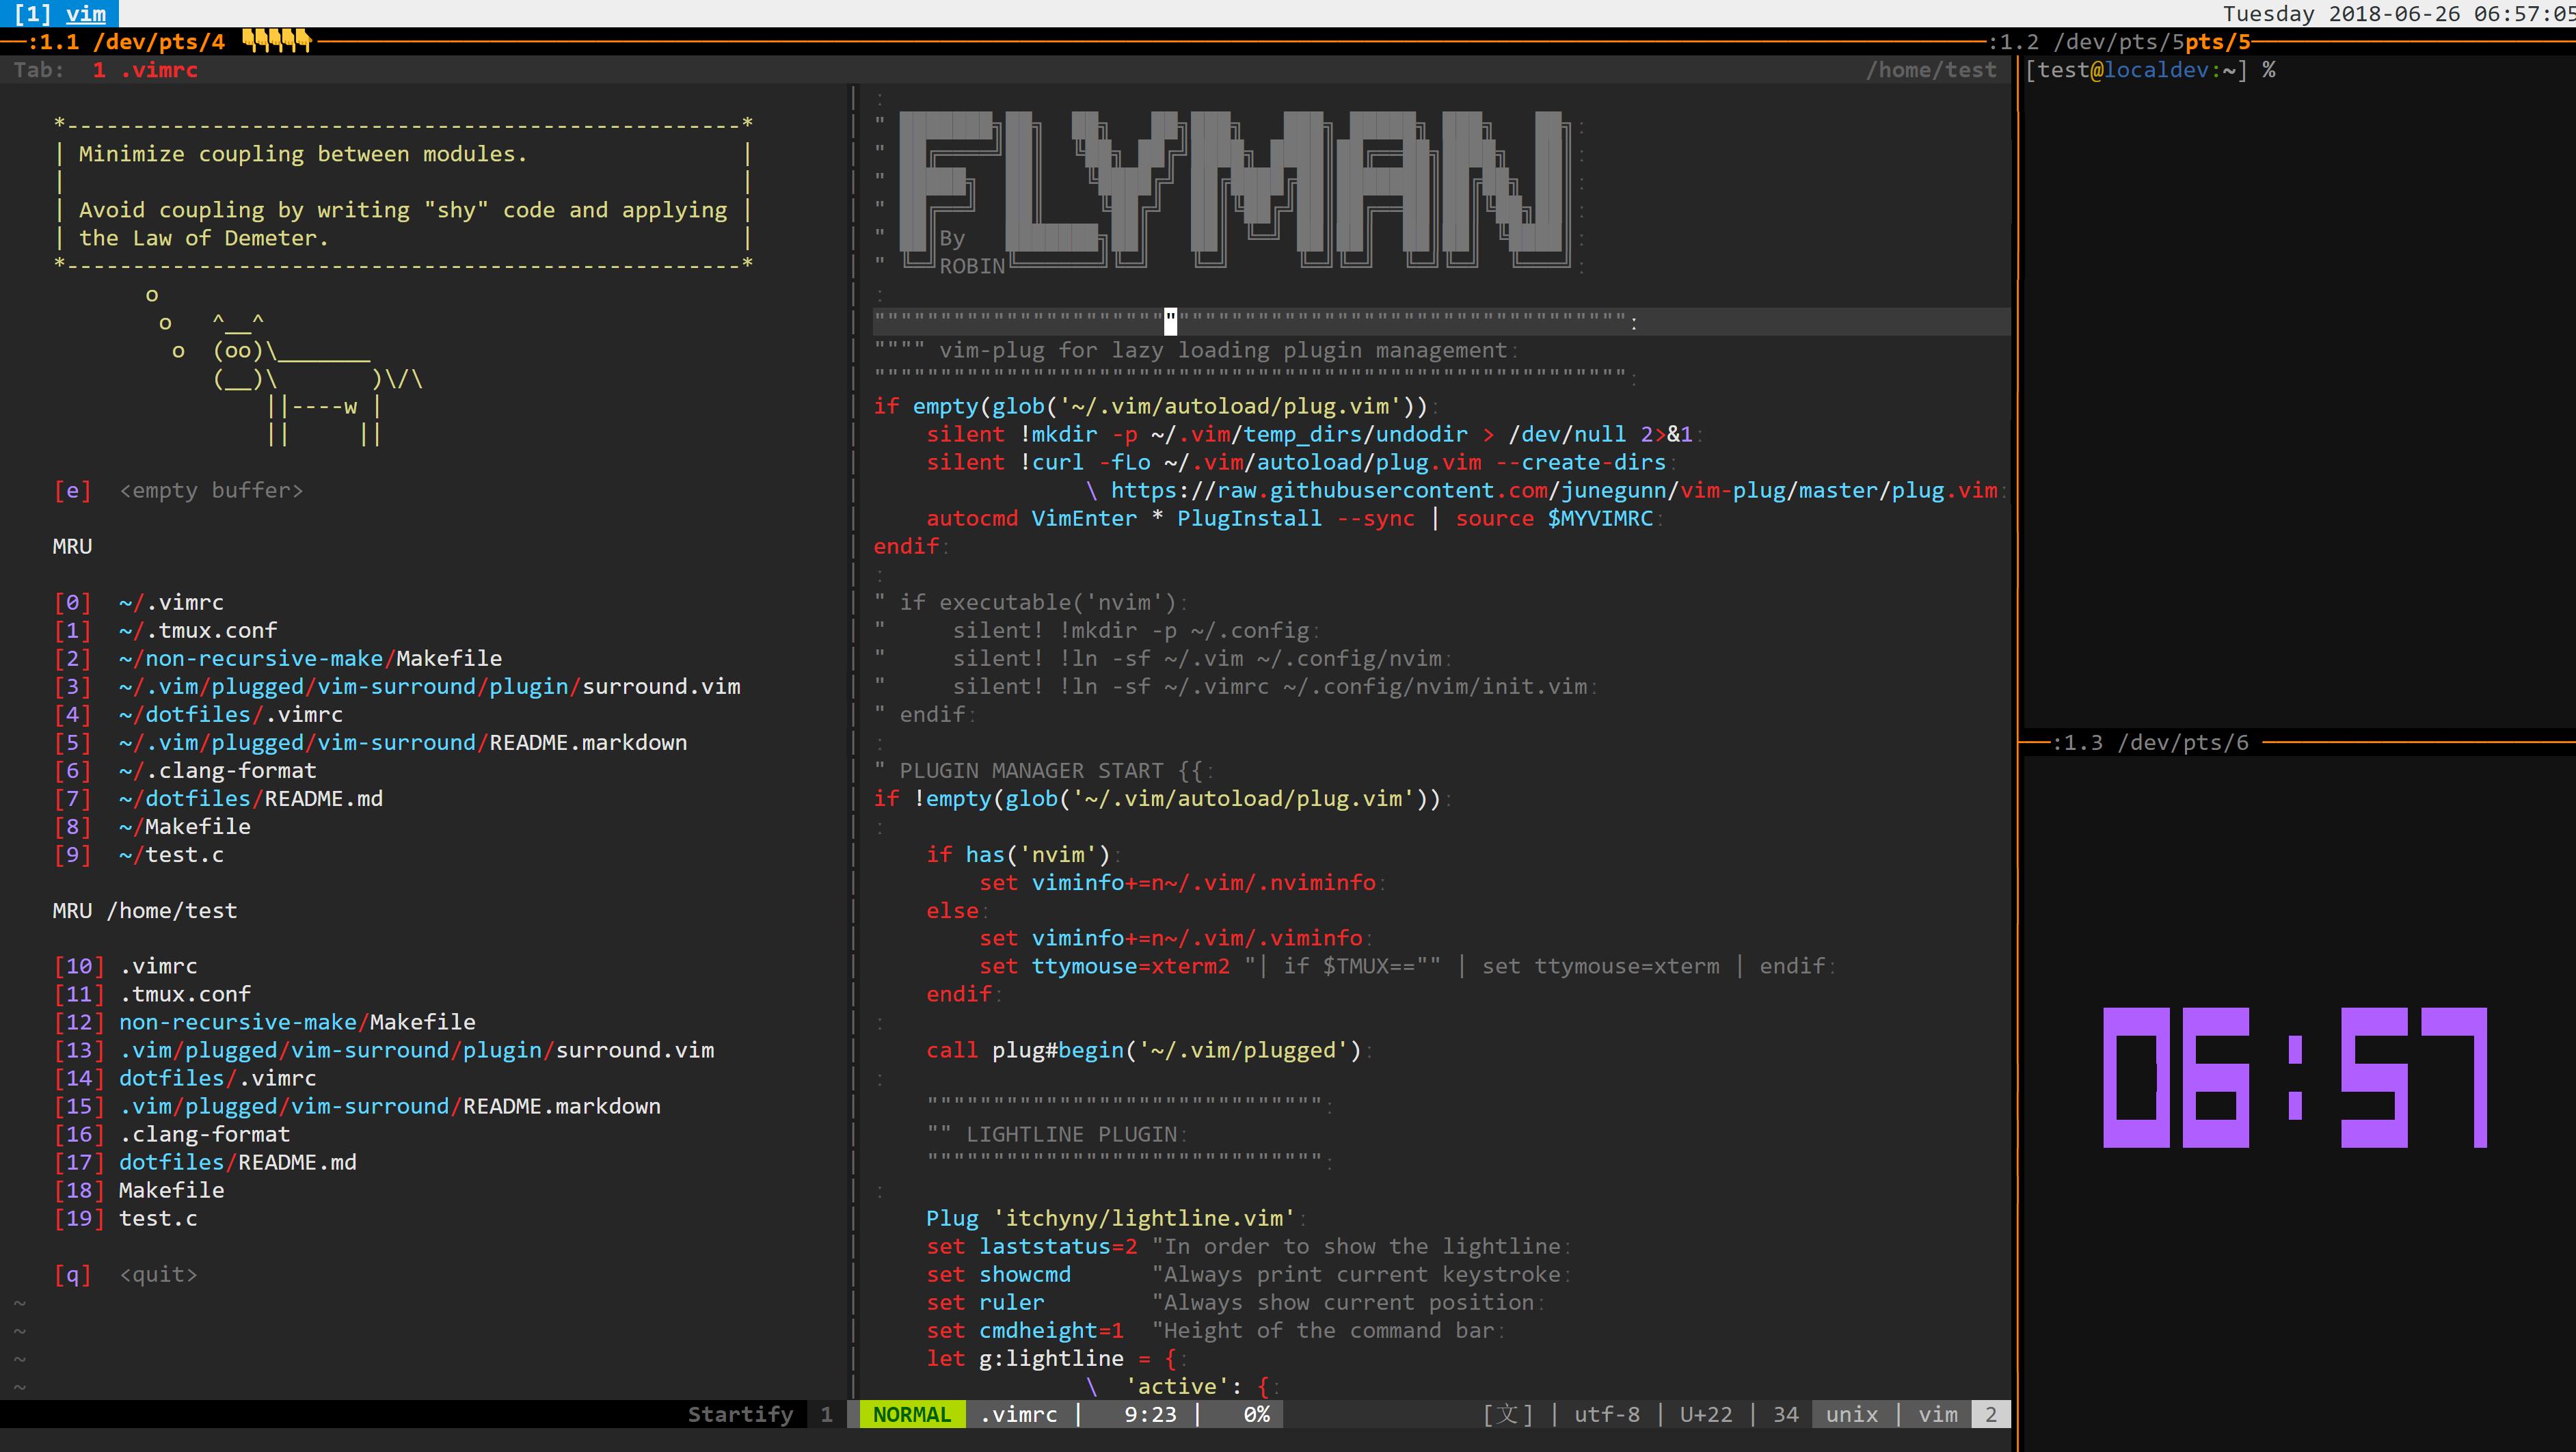 [1] vim
Tuesday 2018-06-26 06:57:05
:1.1 /dev/pts/4
:1.2 /dev/pts/5pts/5
Tab: 1 .vimrc
/home/test
*---------------------------------------------------*
| Minimize coupling between modules. |
| |
| Avoid coupling by writing "shy" code and applying |
| the Law of Demeter. |
*---------------------------------------------------*
o
o ^__^
o (oo)\_______
(__)\ )\/\
||----w |
|| ||
[e] <empty buffer>
MRU
[0] ~/.vimrc
[1] ~/.tmux.conf
[2] ~/non-recursive-make/Makefile
[3] ~/.vim/plugged/vim-surround/plugin/surround.vim
[4] ~/dotfiles/.vimrc
[5] ~/.vim/plugged/vim-surround/README.markdown
[6] ~/.clang-format
[7] ~/dotfiles/README.md
[8] ~/Makefile
[9] ~/test.c
MRU /home/test
[10] .vimrc
[11] .tmux.conf
[12] non-recursive-make/Makefile
[13] .vim/plugged/vim-surround/plugin/surround.vim
[14] dotfiles/.vimrc
[15] .vim/plugged/vim-surround/README.markdown
[16] .clang-format
[17] dotfiles/README.md
[18] Makefile
[19] test.c
[q] <quit>
~
~
~
~
Startify 1
:
" FLYMAN
" By
" ROBIN
:
""""""""""""""""""""""""""""""""""""""""""""""""""""""""":
"""" vim-plug for lazy loading plugin management:
""""""""""""""""""""""""""""""""""""""""""""""""""""""""":
if empty(glob('~/.vim/autoload/plug.vim')):
silent !mkdir -p ~/.vim/temp_dirs/undodir > /dev/null 2>&1:
silent !curl -fLo ~/.vim/autoload/plug.vim --create-dirs:
\ https://raw.githubusercontent.com/junegunn/vim-plug/master/plug.vim:
autocmd VimEnter * PlugInstall --sync | source $MYVIMRC:
endif:
:
" if executable('nvim'):
" silent! !mkdir -p ~/.config:
" silent! !ln -sf ~/.vim ~/.config/nvim:
" silent! !ln -sf ~/.vimrc ~/.config/nvim/init.vim:
" endif:
:
" PLUGIN MANAGER START {{:
if !empty(glob('~/.vim/autoload/plug.vim')):
:
if has('nvim'):
set viminfo+=n~/.vim/.nviminfo:
else:
set viminfo+=n~/.vim/.viminfo:
set ttymouse=xterm2 "| if $TMUX=="" | set ttymouse=xterm | endif:
endif:
:
call plug#begin('~/.vim/plugged'):
:
"""""""""""""""""""""""""""""":
"" LIGHTLINE PLUGIN:
"""""""""""""""""""""""""""""":
:
Plug 'itchyny/lightline.vim':
set laststatus=2 "In order to show the lightline:
set showcmd "Always print current keystroke:
set ruler "Always show current position:
set cmdheight=1 "Height of the command bar:
let g:lightline = {:
\ 'active': {:
NORMAL .vimrc | 9:23 | 0%
[文] | utf-8 | U+22 | 34 unix | vim 2
[test@localdev:~] %
:1.3 /dev/pts/6
06:57